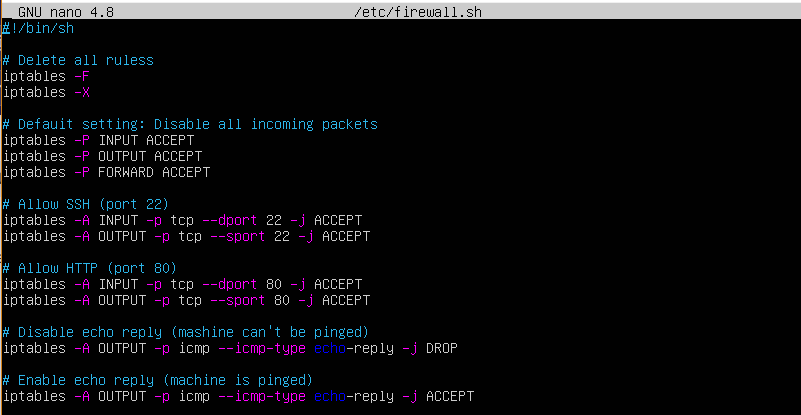 GNU nano 4.8 /etc/firewall.sh
#!/bin/sh
# Delete all ruless
iptables -F
iptables -X
# Default setting: Disable all incoming packets
iptables -P INPUT ACCEPT
iptables -P OUTPUT ACCEPT
iptables -P FORWARD ACCEPT
# Allow SSH (port 22)
iptables -A INPUT -p tcp --dport 22 -j ACCEPT
iptables -A OUTPUT -p tcp --sport 22 -j ACCEPT
# Allow HTTP (port 80)
iptables -A INPUT -p tcp --dport 80 -j ACCEPT
iptables -A OUTPUT -p tcp --sport 80 -j ACCEPT
# Disable echo reply (mashine can't be pinged)
iptables -A OUTPUT -p icmp --icmp-type echo-reply -j DROP
# Enable echo reply (machine is pinged)
iptables -A OUTPUT -p icmp --icmp-type echo-reply -j ACCEPT